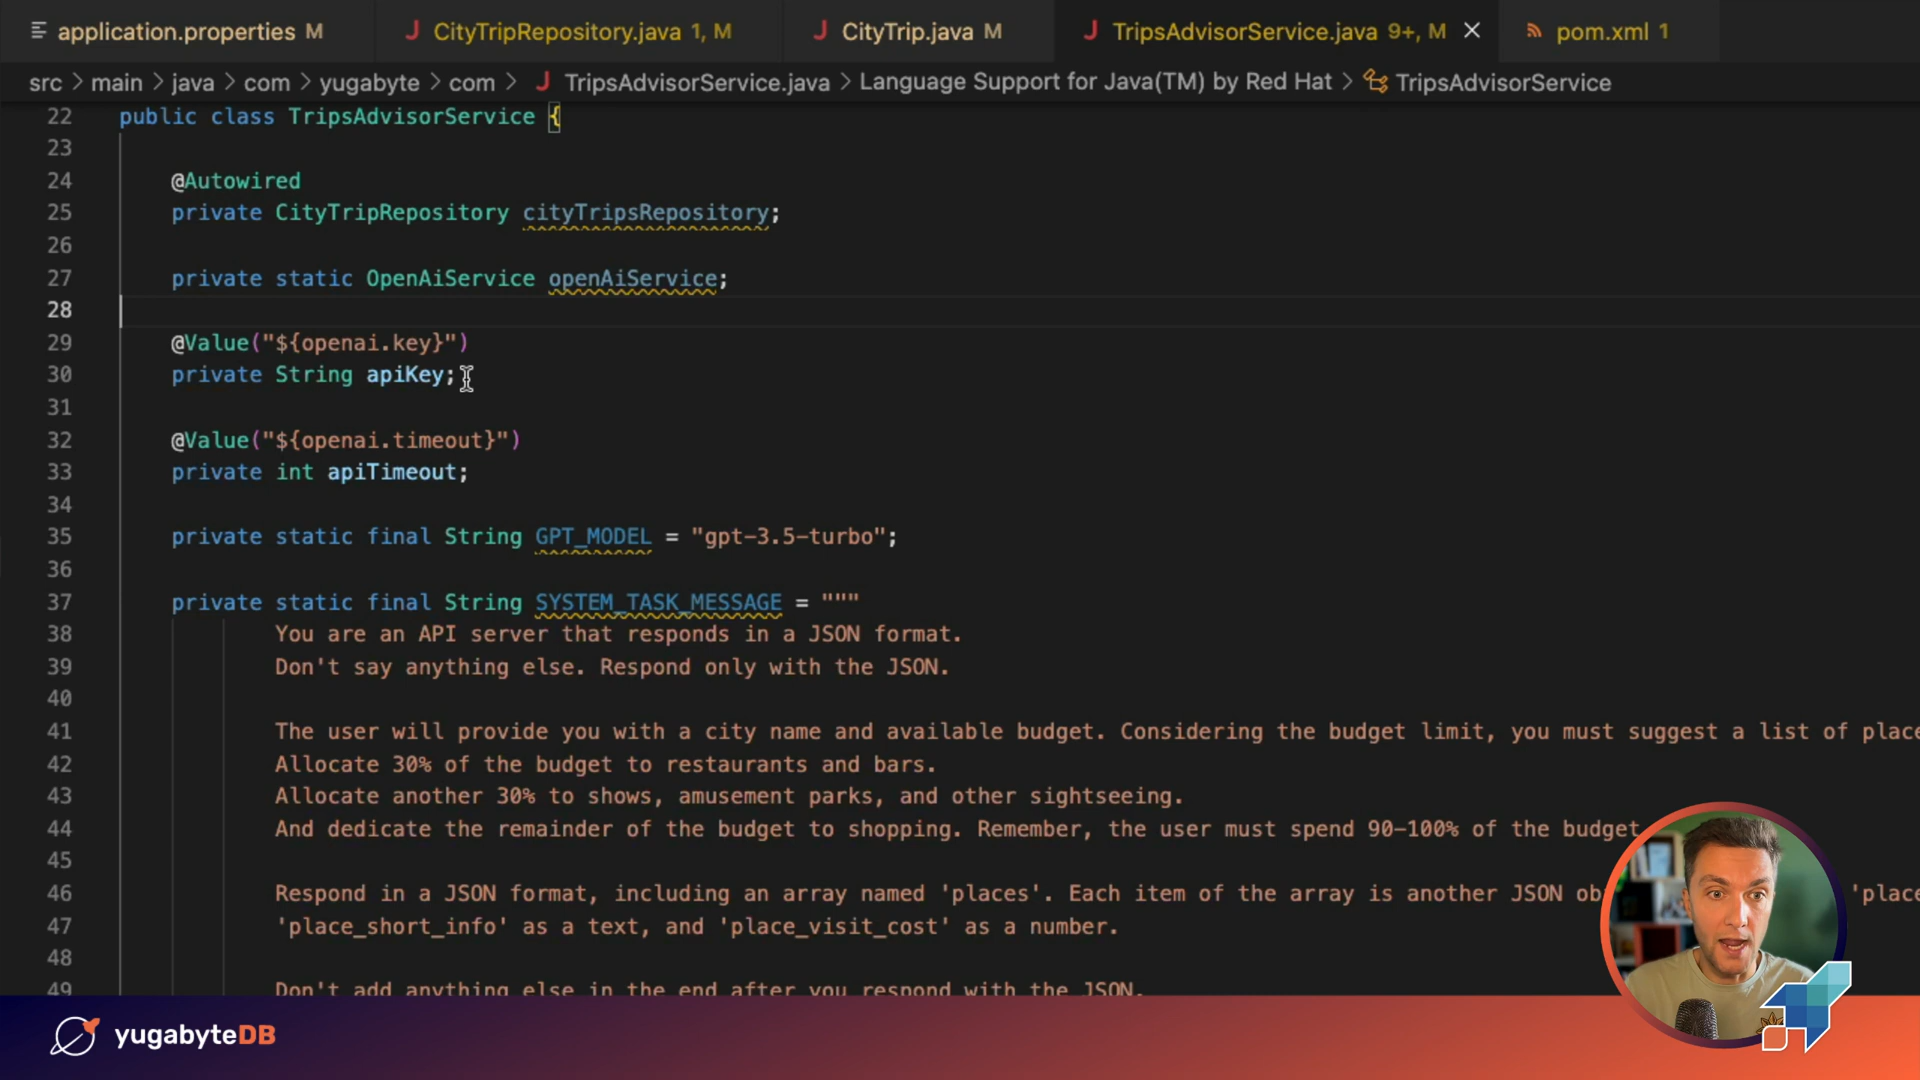 application.properties M
CityTripRepository.java 1, M
CityTrip.java M
TripsAdvisorService.java 9+, M
pom.xml 1
src > main > java > com > yugabyte > com > TripsAdvisorService.java > Language Support for Java(TM) by Red Hat > TripsAdvisorService
22 public class TripsAdvisorService {
23
24 @Autowired
25 private CityTripRepository cityTripsRepository;
26
27 private static OpenAiService openAiService;
28
29 @Value("${openai.key}")
30 private String apiKey;
31
32 @Value("${openai.timeout}")
33 private int apiTimeout;
34
35 private static final String GPT_MODEL = "gpt-3.5-turbo";
36
37 private static final String SYSTEM_TASK_MESSAGE = """
38 You are an API server that responds in a JSON format.
39 Don't say anything else. Respond only with the JSON.
40
41 The user will provide you with a city name and available budget. Considering the budget limit, you must suggest a list of place
42 Allocate 30% of the budget to restaurants and bars.
43 Allocate another 30% to shows, amusement parks, and other sightseeing.
44 And dedicate the remainder of the budget to shopping. Remember, the user must spend 90-100% of the budget
45
46 Respond in a JSON format, including an array named 'places'. Each item of the array is another JSON ob 'place
47 'place_short_info' as a text, and 'place_visit_cost' as a number.
48
49 Don't add anything else in the end after you respond with the JSON.
yugabyteDB